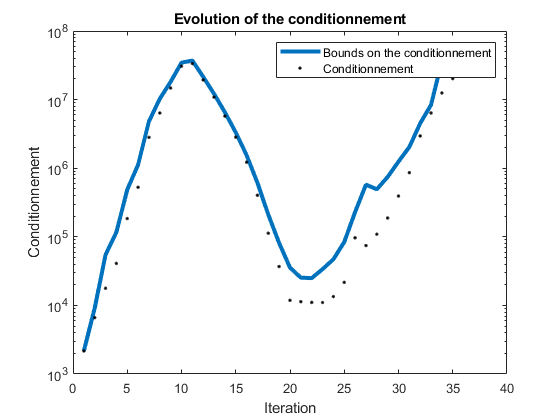 Evolution of the conditionnement
Bounds on the conditionnement
Conditionnement
10^8
10^7
10^6
10^5
10^4
10^3
Conditionnement
0 5 10 15 20 25 30 35 40
Iteration